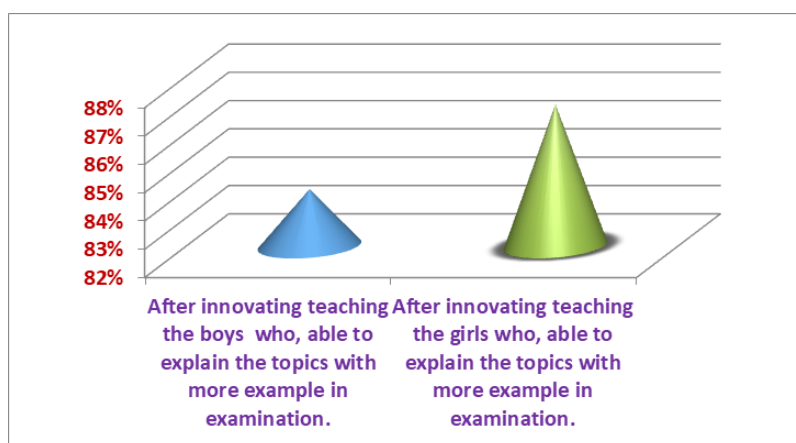 88%
87%
86%
85%
84%
83%
82%
After innovating teaching
the boys  who, able to
explain the topics with
more example in
examination.
After innovating teaching
the girls who, able to
explain the topics with
more example in
examination.